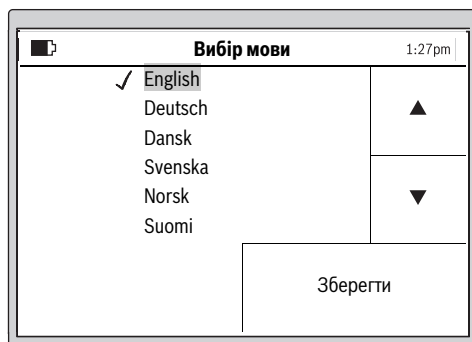 Вибір мови 1:27pm
✓ English
Deutsch
Dansk
Svenska
Norsk
Suomi
▲
▼
Зберегти